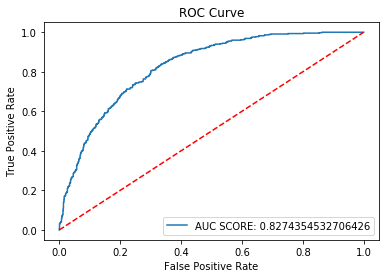 ROC Curve
True Positive Rate
1.0
0.8
0.6
0.4
0.2
0.0
AUC SCORE: 0.8274354532706426
0.0 0.2 0.4 0.6 0.8 1.0
False Positive Rate